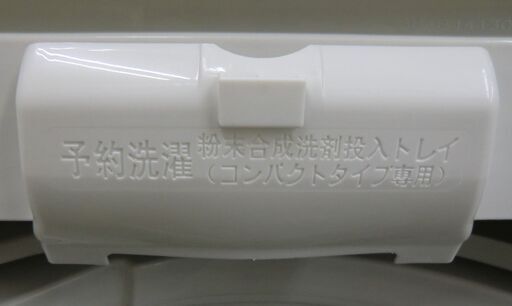 予約洗濯
粉末合成洗剤投入トレイ
(コンパクトタイプ専用)